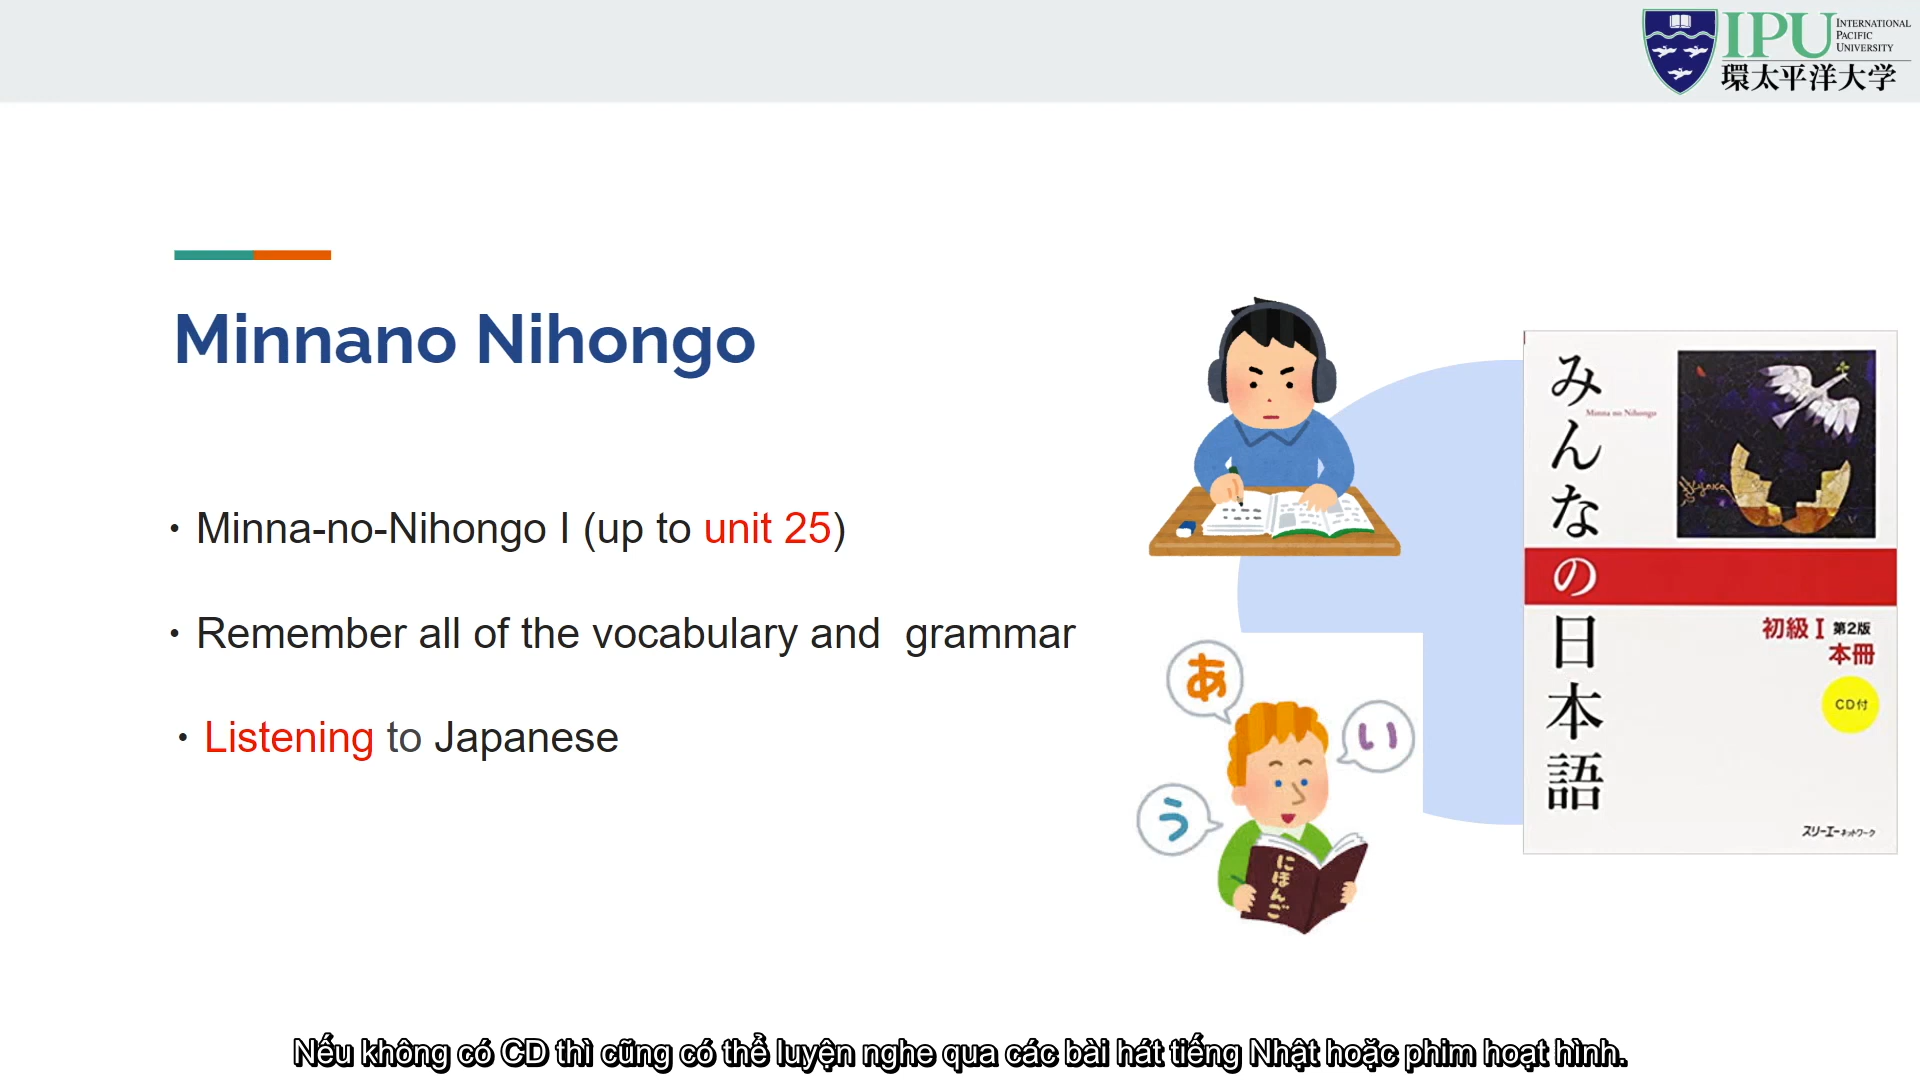 IPU INTERNATIONAL
PACIFIC
UNIVERSITY
環太平洋大学
Minnano Nihongo
・Minna-no-Nihongo I (up to unit 25)
・Remember all of the vocabulary and grammar
・Listening to Japanese
みんなの日本語
Minna no Nihongo
初級 I 第2版
本冊
CD付
スリーエーネットワーク
あ
い
う
にほんご
Nếu không có CD thì cũng có thể luyện nghe qua các bài hát tiếng Nhật hoặc phim hoạt hình.